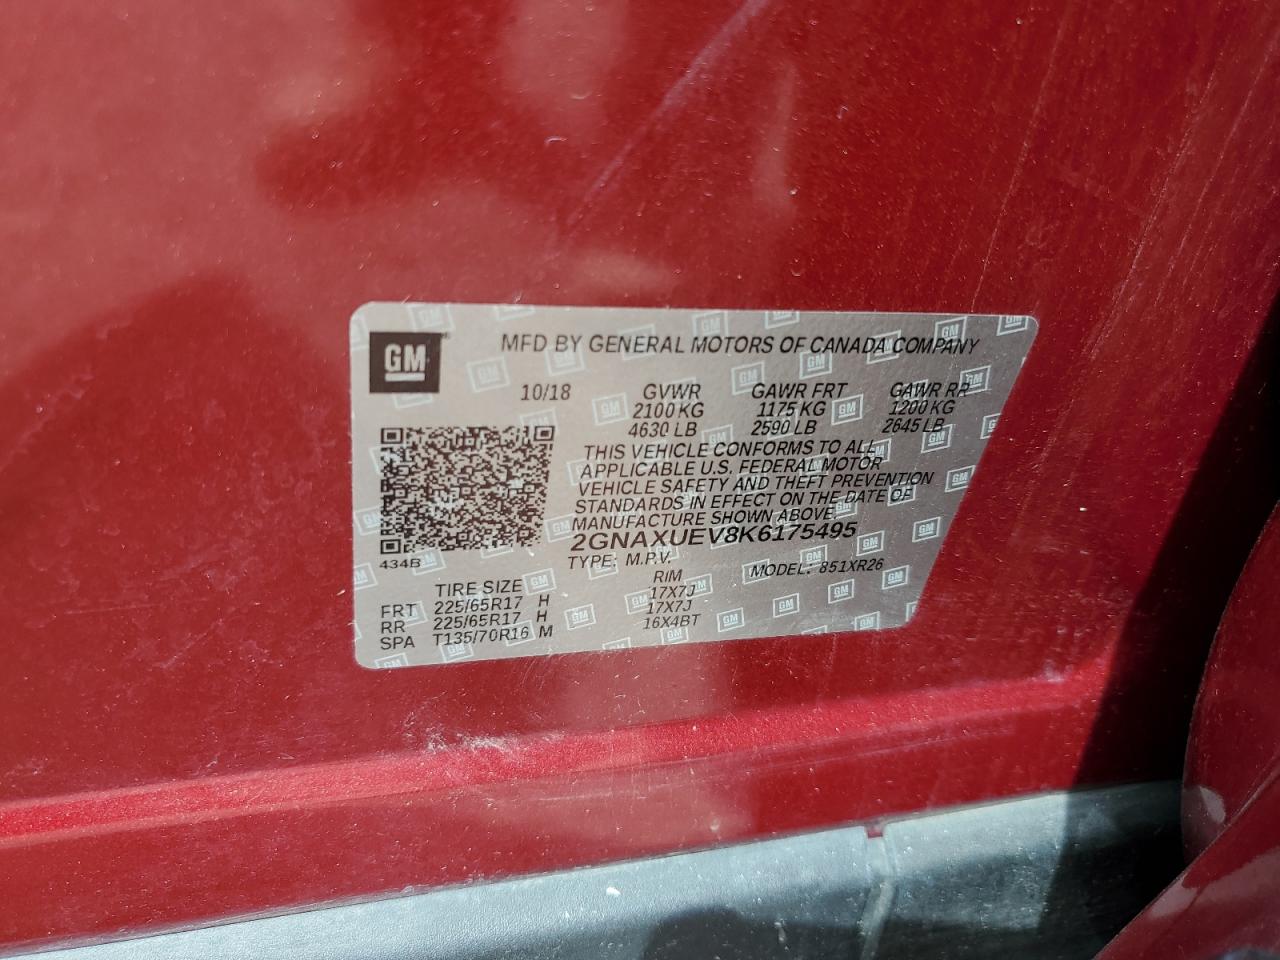 GM
MFD BY GENERAL MOTORS OF CANADA COMPANY
10/18 GVWR GAWR FRT GAWR RR
2100 KG 1175 KG 1200 KG
4630 LB 2590 LB 2645 LB
THIS VEHICLE CONFORMS TO ALL
APPLICABLE U.S. FEDERAL MOTOR
VEHICLE SAFETY AND THEFT PREVENTION
STANDARDS IN EFFECT ON THE DATE OF
MANUFACTURE SHOWN ABOVE.
2GNAXUEV8K6175495
TYPE: M.P.V. MODEL: 851XR26
434B
TIRE SIZE RIM
FRT 225/65R17 H 17X7J
RR 225/65R17 H 17X7J
SPA T135/70R16 M 16X4BT